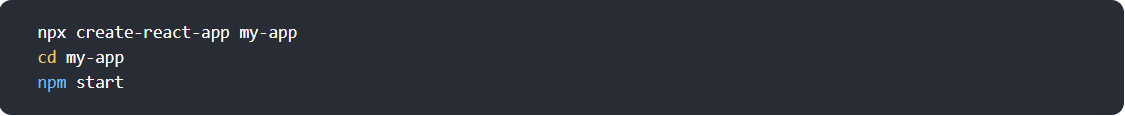 npx create-react-app my-app
cd my-app
npm start